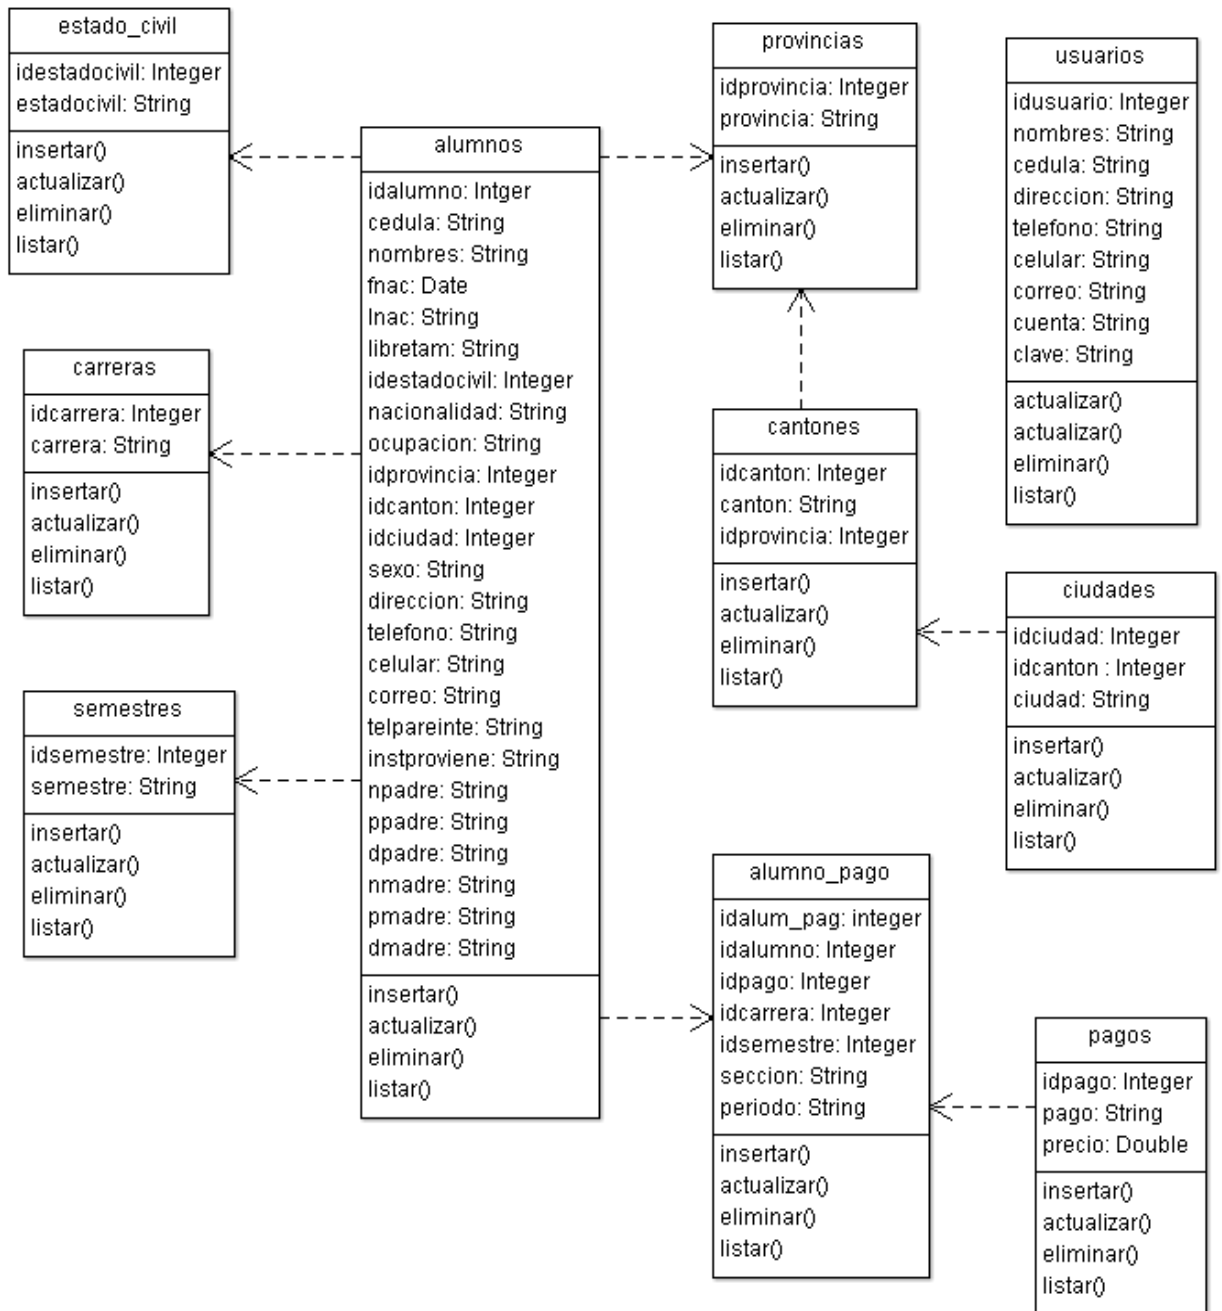 estado_civil
idestadocivil: Integer
estadocivil: String
insertar()
actualizar()
eliminar()
listar()
carreras
idcarrera: Integer
carrera: String
insertar()
actualizar()
eliminar()
listar()
semestres
idsemestre: Integer
semestre: String
insertar()
actualizar()
eliminar()
listar()
alumnos
idalumno: Intger
cedula: String
nombres: String
fnac: Date
lnac: String
libretam: String
idestadocivil: Integer
nacionalidad: String
ocupacion: String
idprovincia: Integer
idcanton: Integer
idciudad: Integer
sexo: String
direccion: String
telefono: String
celular: String
correo: String
telpareinte: String
instproviene: String
npadre: String
ppadre: String
dpadre: String
nmadre: String
pmadre: String
dmadre: String
insertar()
actualizar()
eliminar()
listar()
provincias
idprovincia: Integer
provincia: String
insertar()
actualizar()
eliminar()
listar()
cantones
idcanton: Integer
canton: String
idprovincia: Integer
insertar()
actualizar()
eliminar()
listar()
alumno_pago
idalum_pag: integer
idalumno: Integer
idpago: Integer
idcarrera: Integer
idsemestre: Integer
seccion: String
periodo: String
insertar()
actualizar()
eliminar()
listar()
usuarios
idusuario: Integer
nombres: String
cedula: String
direccion: String
telefono: String
celular: String
correo: String
cuenta: String
clave: String
actualizar()
actualizar()
eliminar()
listar()
ciudades
idciudad: Integer
idcanton : Integer
ciudad: String
insertar()
actualizar()
eliminar()
listar()
pagos
idpago: Integer
pago: String
precio: Double
insertar()
actualizar()
eliminar()
listar()